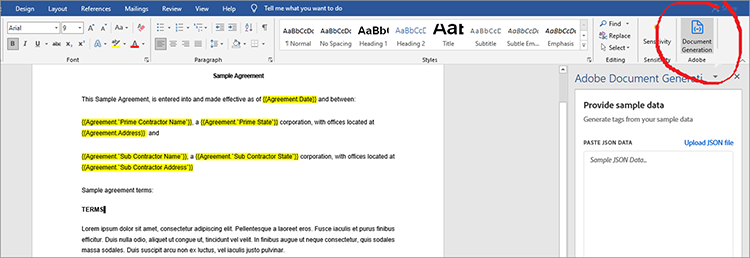 Design Layout References Mailings Review View Help Tell me what you want to do
Arial 9
Font
Paragraph
AaBbCcDc AaBbCcDc AaBbC AaBbCcE AaB AaBbCcE AaBbCcDc AaBbCcDc
¶ Normal No Spacing Heading 1 Heading 2 Title Subtitle Subtle Em... Emphasis
Styles
Find
Replace
Select
Editing
Sensitivity
Sensitivity
Document
Generation
Adobe
Sample Agreement
This Sample Agreement, is entered into and made effective as of {{Agreement.Date}} and between:
{{Agreement.`Prime Contractor Name`}}, a {{Agreement.`Prime State`}} corporation, with offices located at
{{Agreement.Address}} and
{{Agreement.`Sub Contractor Name`}}, a {{Agreement.`Sub Contractor State`}} corporation, with offices located at
{{Agreement.`Sub Contractor Address`}}
Sample agreement terms:
TERMS
Lorem ipsum dolor sit amet, consectetur adipiscing elit. Pellentesque a laoreet eros. Fusce iaculis et purus finibus
efficitur. Duis nulla odio, aliquet ut congue ut, tincidunt vel velit. In finibus augue ut neque consectetur, quis sodales
massa sodales. Duis suscipit arcu non ex luctus, vel iaculis justo pulvinar.
Adobe Document Generati
Provide sample data
Generate tags from your sample data
PASTE JSON DATA Upload JSON file
Sample JSON Data..